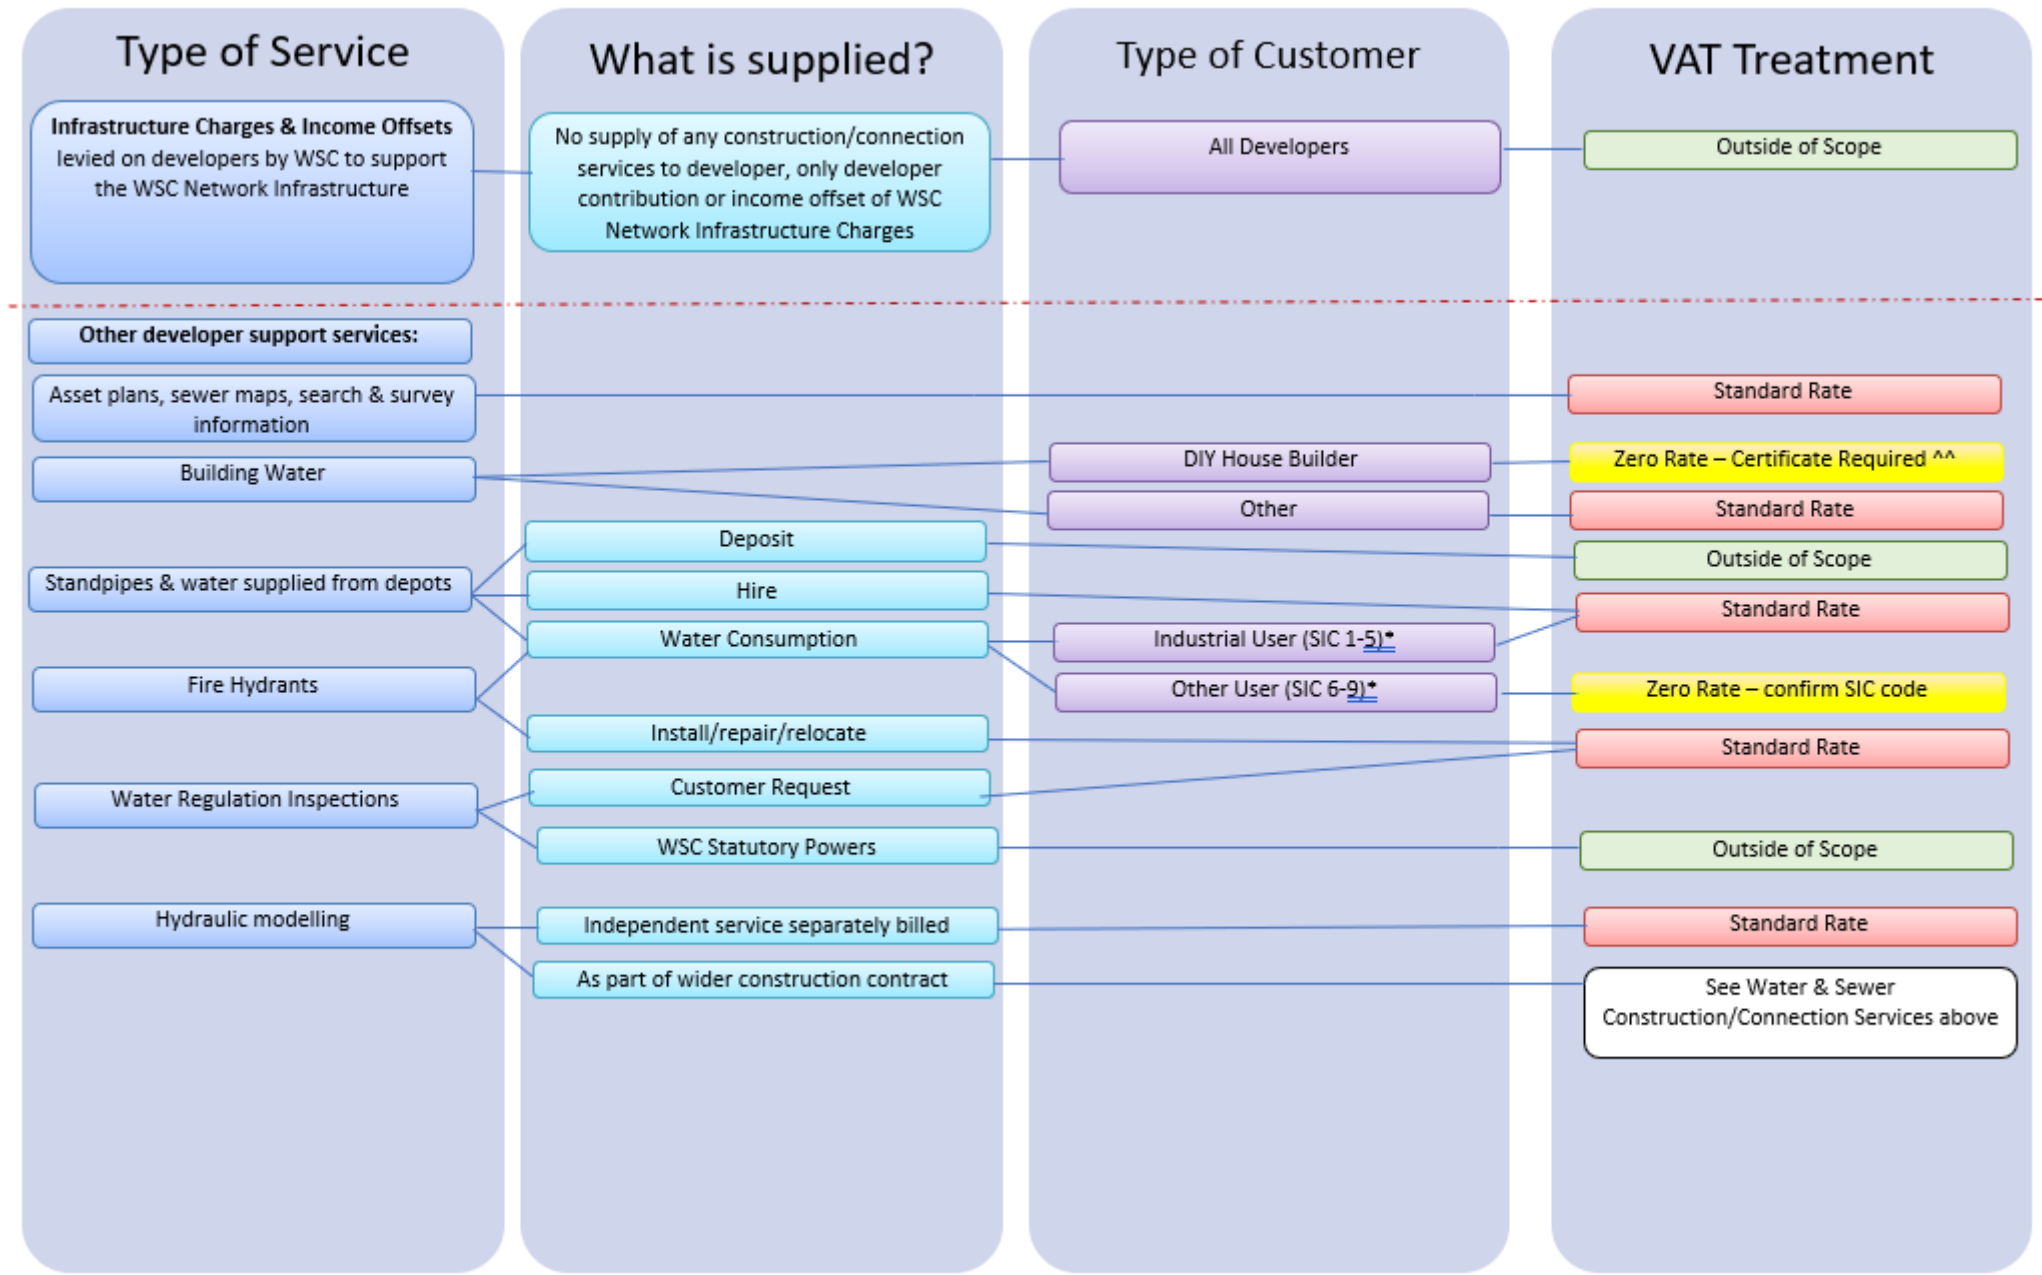 Type of Service
What is supplied?
Type of Customer
VAT Treatment
Infrastructure Charges & Income Offsets
levied on developers by WSC to support
the WSC Network Infrastructure
No supply of any construction/connection
services to developer, only developer
contribution or income offset of WSC
Network Infrastructure Charges
All Developers
Outside of Scope
Other developer support services:
Asset plans, sewer maps, search & survey
information
Standard Rate
Building Water
DIY House Builder
Zero Rate – Certificate Required ^^
Other
Standard Rate
Standpipes & water supplied from depots
Deposit
Outside of Scope
Hire
Standard Rate
Water Consumption
Industrial User (SIC 1-5)*
Other User (SIC 6-9)*
Zero Rate – confirm SIC code
Fire Hydrants
Install/repair/relocate
Standard Rate
Water Regulation Inspections
Customer Request
WSC Statutory Powers
Outside of Scope
Hydraulic modelling
Independent service separately billed
Standard Rate
As part of wider construction contract
See Water & Sewer
Construction/Connection Services above